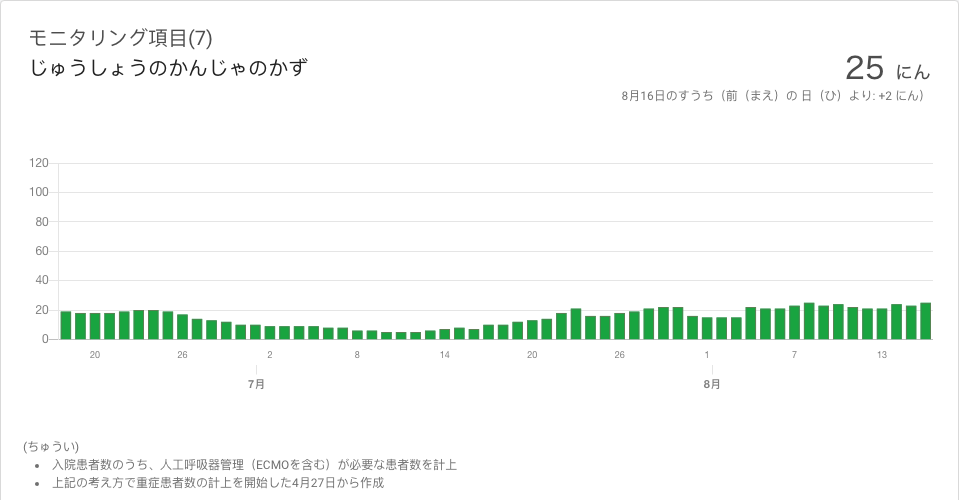 モニタリング項目(7)
じゅうしょうのかんじゃのかず
25 にん
8月16日のすうち（前（まえ）の 日（ひ）より: +2 にん）
120
100
80
60
40
20
0
20 26 2 8 14 20 26 1 7 13
7月 8月
(ちゅうい)
• 入院患者数のうち、人工呼吸器管理（ECMOを含む）が必要な患者数を計上
• 上記の考え方で重症患者数の計上を開始した4月27日から作成